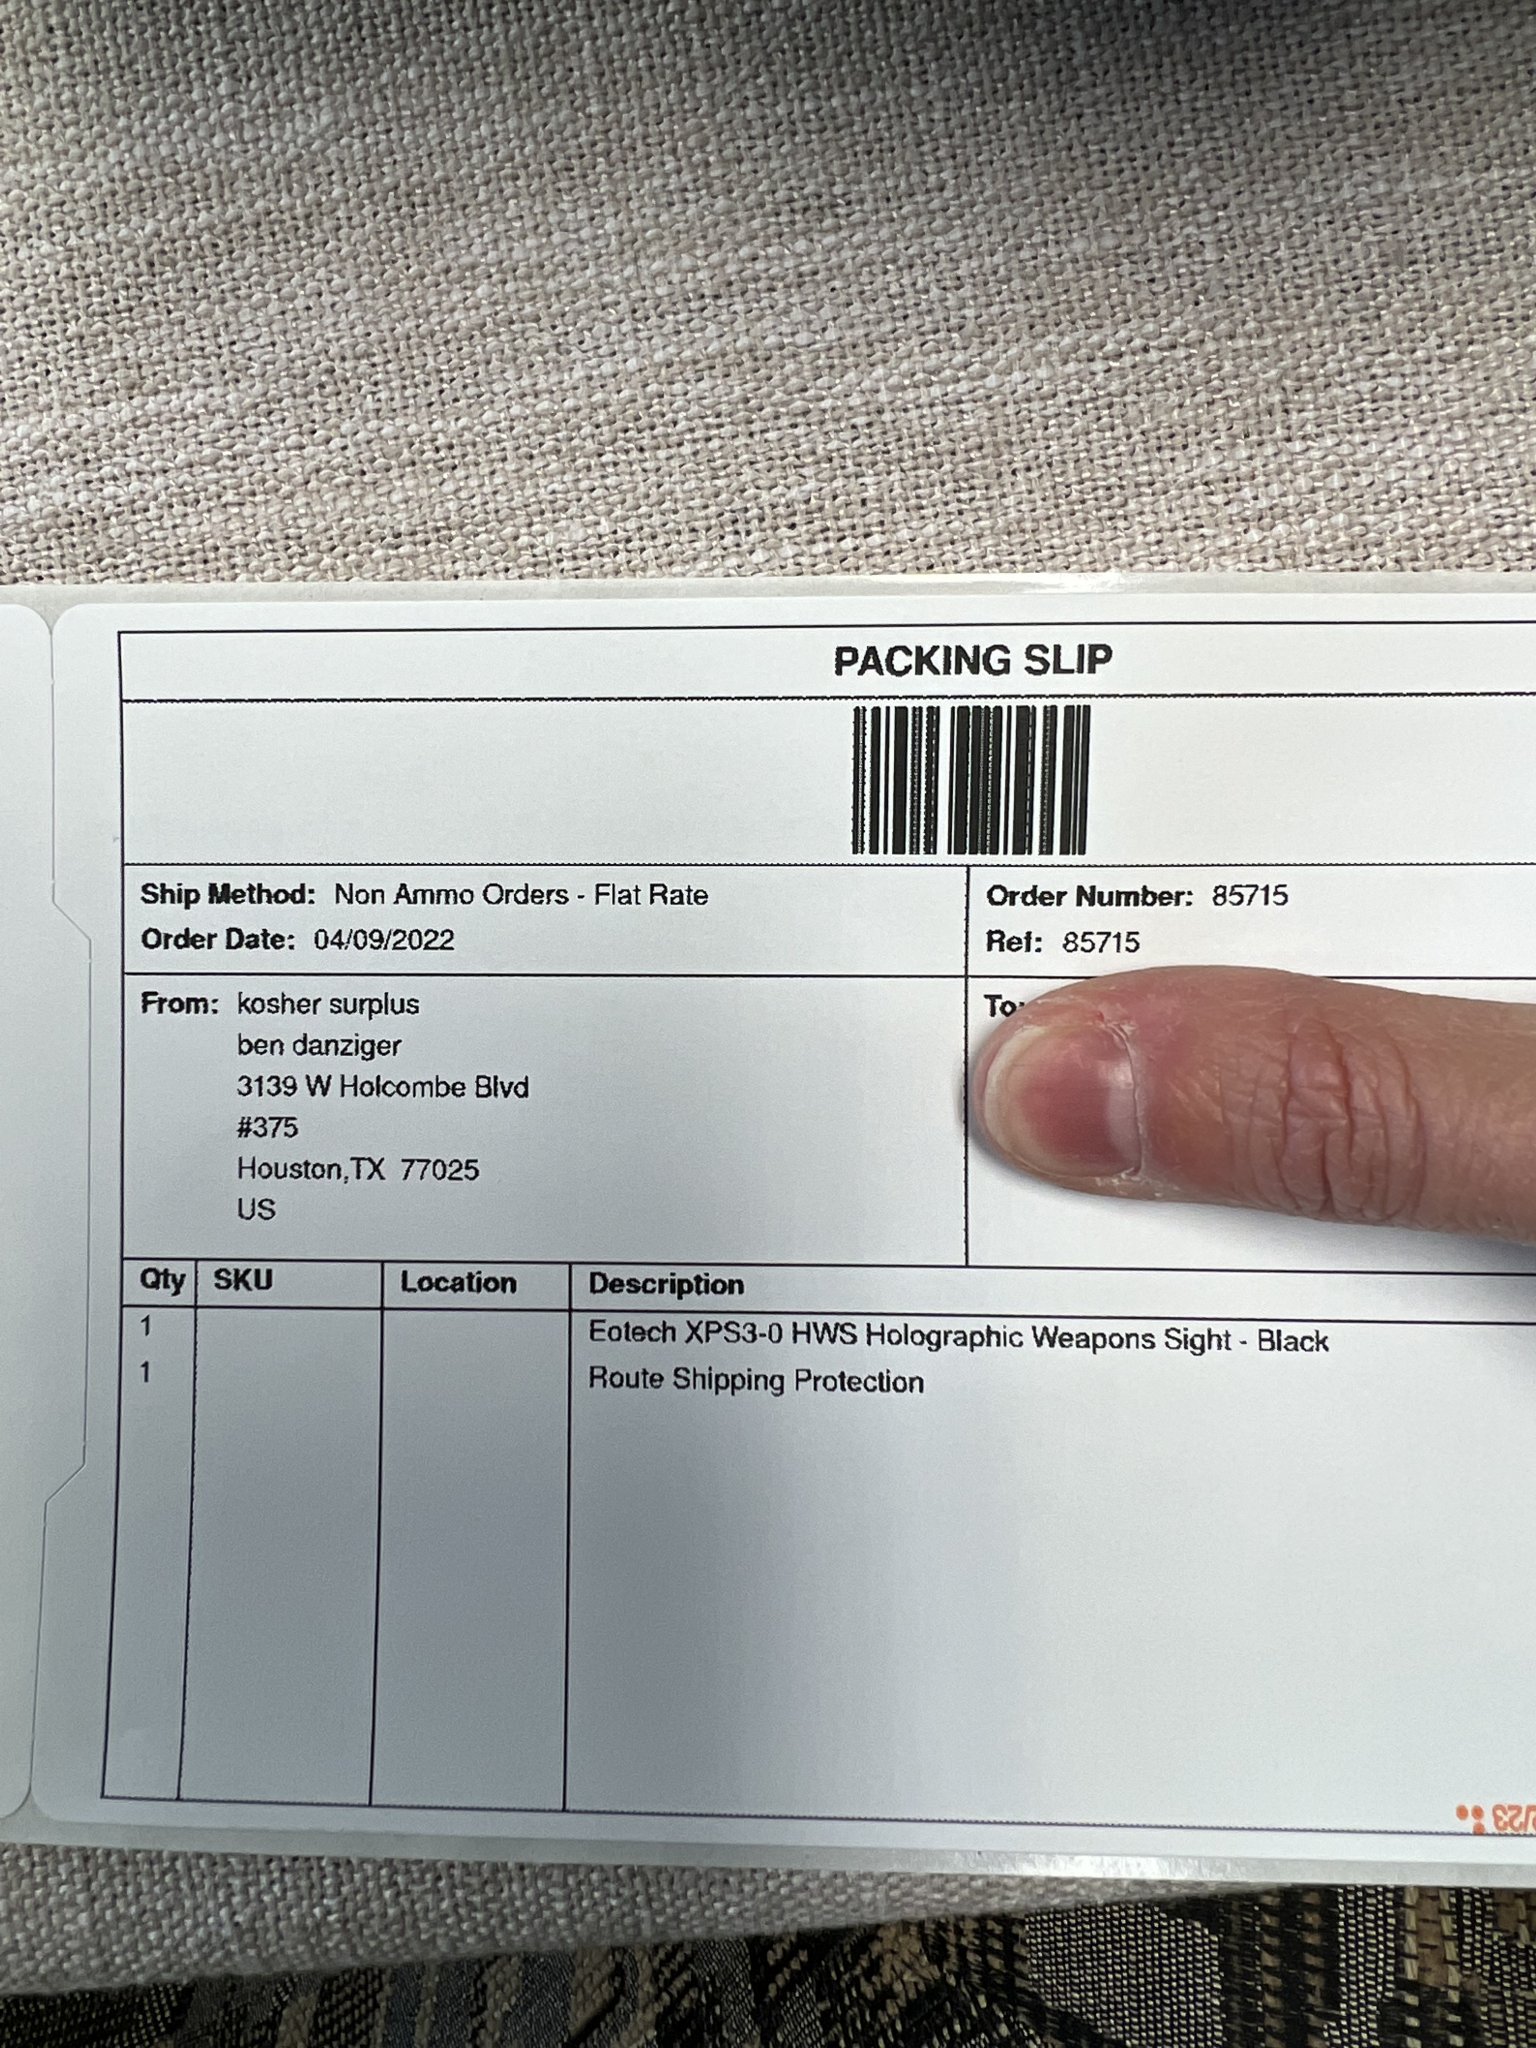 PACKING SLIP
Ship Method: Non Ammo Orders - Flat Rate
Order Date: 04/09/2022
Order Number: 85715
Ref: 85715
From: kosher surplus
ben danziger
3139 W Holcombe Blvd
#375
Houston,TX 77025
US
To:
Qty SKU Location Description
1 Eotech XPS3-0 HWS Holographic Weapons Sight - Black
1 Route Shipping Protection